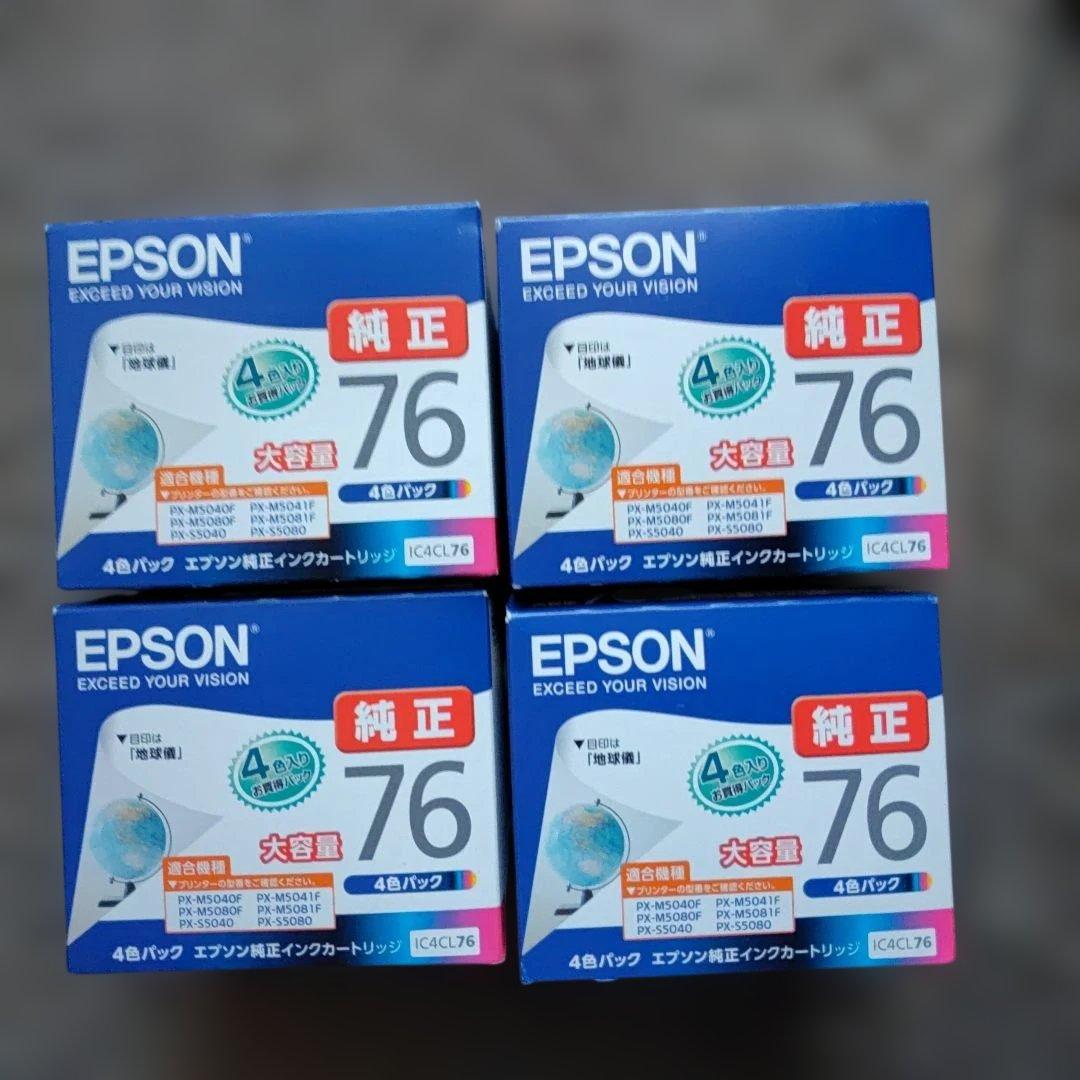 EPSON®
EXCEED YOUR VISION
純正
▼目印は
「地球儀」
4色入り
お買得パック
76
大容量
4色パック
適合機種
▼プリンターの型番をご確認ください。
PX-M5040F PX-M5041F
PX-M5080F PX-M5081F
PX-S5040 PX-S5080
4色パック エプソン純正インクカートリッジ IC4CL76
EPSON®
EXCEED YOUR VISION
純正
▼目印は
「地球儀」
4色入り
お買得パック
76
大容量
4色パック
適合機種
▼プリンターの型番をご確認ください。
PX-M5040F PX-M5041F
PX-M5080F PX-M5081F
PX-S5040 PX-S5080
4色パック エプソン純正インクカートリッジ IC4CL76
EPSON®
EXCEED YOUR VISION
純正
▼目印は
「地球儀」
4色入り
お買得パック
76
大容量
4色パック
適合機種
▼プリンターの型番をご確認ください。
PX-M5040F PX-M5041F
PX-M5080F PX-M5081F
PX-S5040 PX-S5080
4色パック エプソン純正インクカートリッジ IC4CL76
EPSON®
EXCEED YOUR VISION
純正
▼目印は
「地球儀」
4色入り
お買得パック
76
大容量
4色パック
適合機種
▼プリンターの型番をご確認ください。
PX-M5040F PX-M5041F
PX-M5080F PX-M5081F
PX-S5040 PX-S5080
4色パック エプソン純正インクカートリッジ IC4CL76